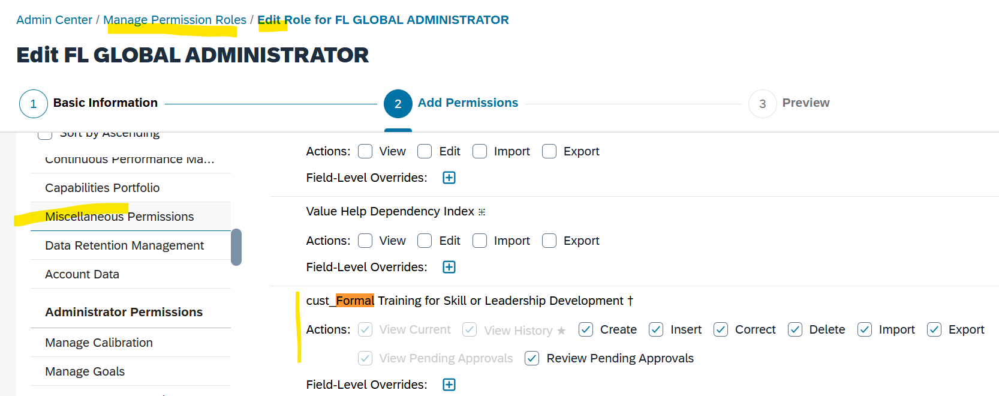 Admin Center / Manage Permission Roles / Edit Role for FL GLOBAL ADMINISTRATOR
Edit FL GLOBAL ADMINISTRATOR
1 Basic Information 2 Add Permissions 3 Preview
Sort by Ascending
Continuous Performance Ma...
Capabilities Portfolio
Miscellaneous Permissions
Data Retention Management
Account Data
Administrator Permissions
Manage Calibration
Manage Goals
Actions: View Edit Import Export
Field-Level Overrides:
Value Help Dependency Index
Actions: View Edit Import Export
Field-Level Overrides:
cust_Formal Training for Skill or Leadership Development †
Actions: View Current View History ★ Create Insert Correct Delete Import Export
View Pending Approvals Review Pending Approvals
Field-Level Overrides: